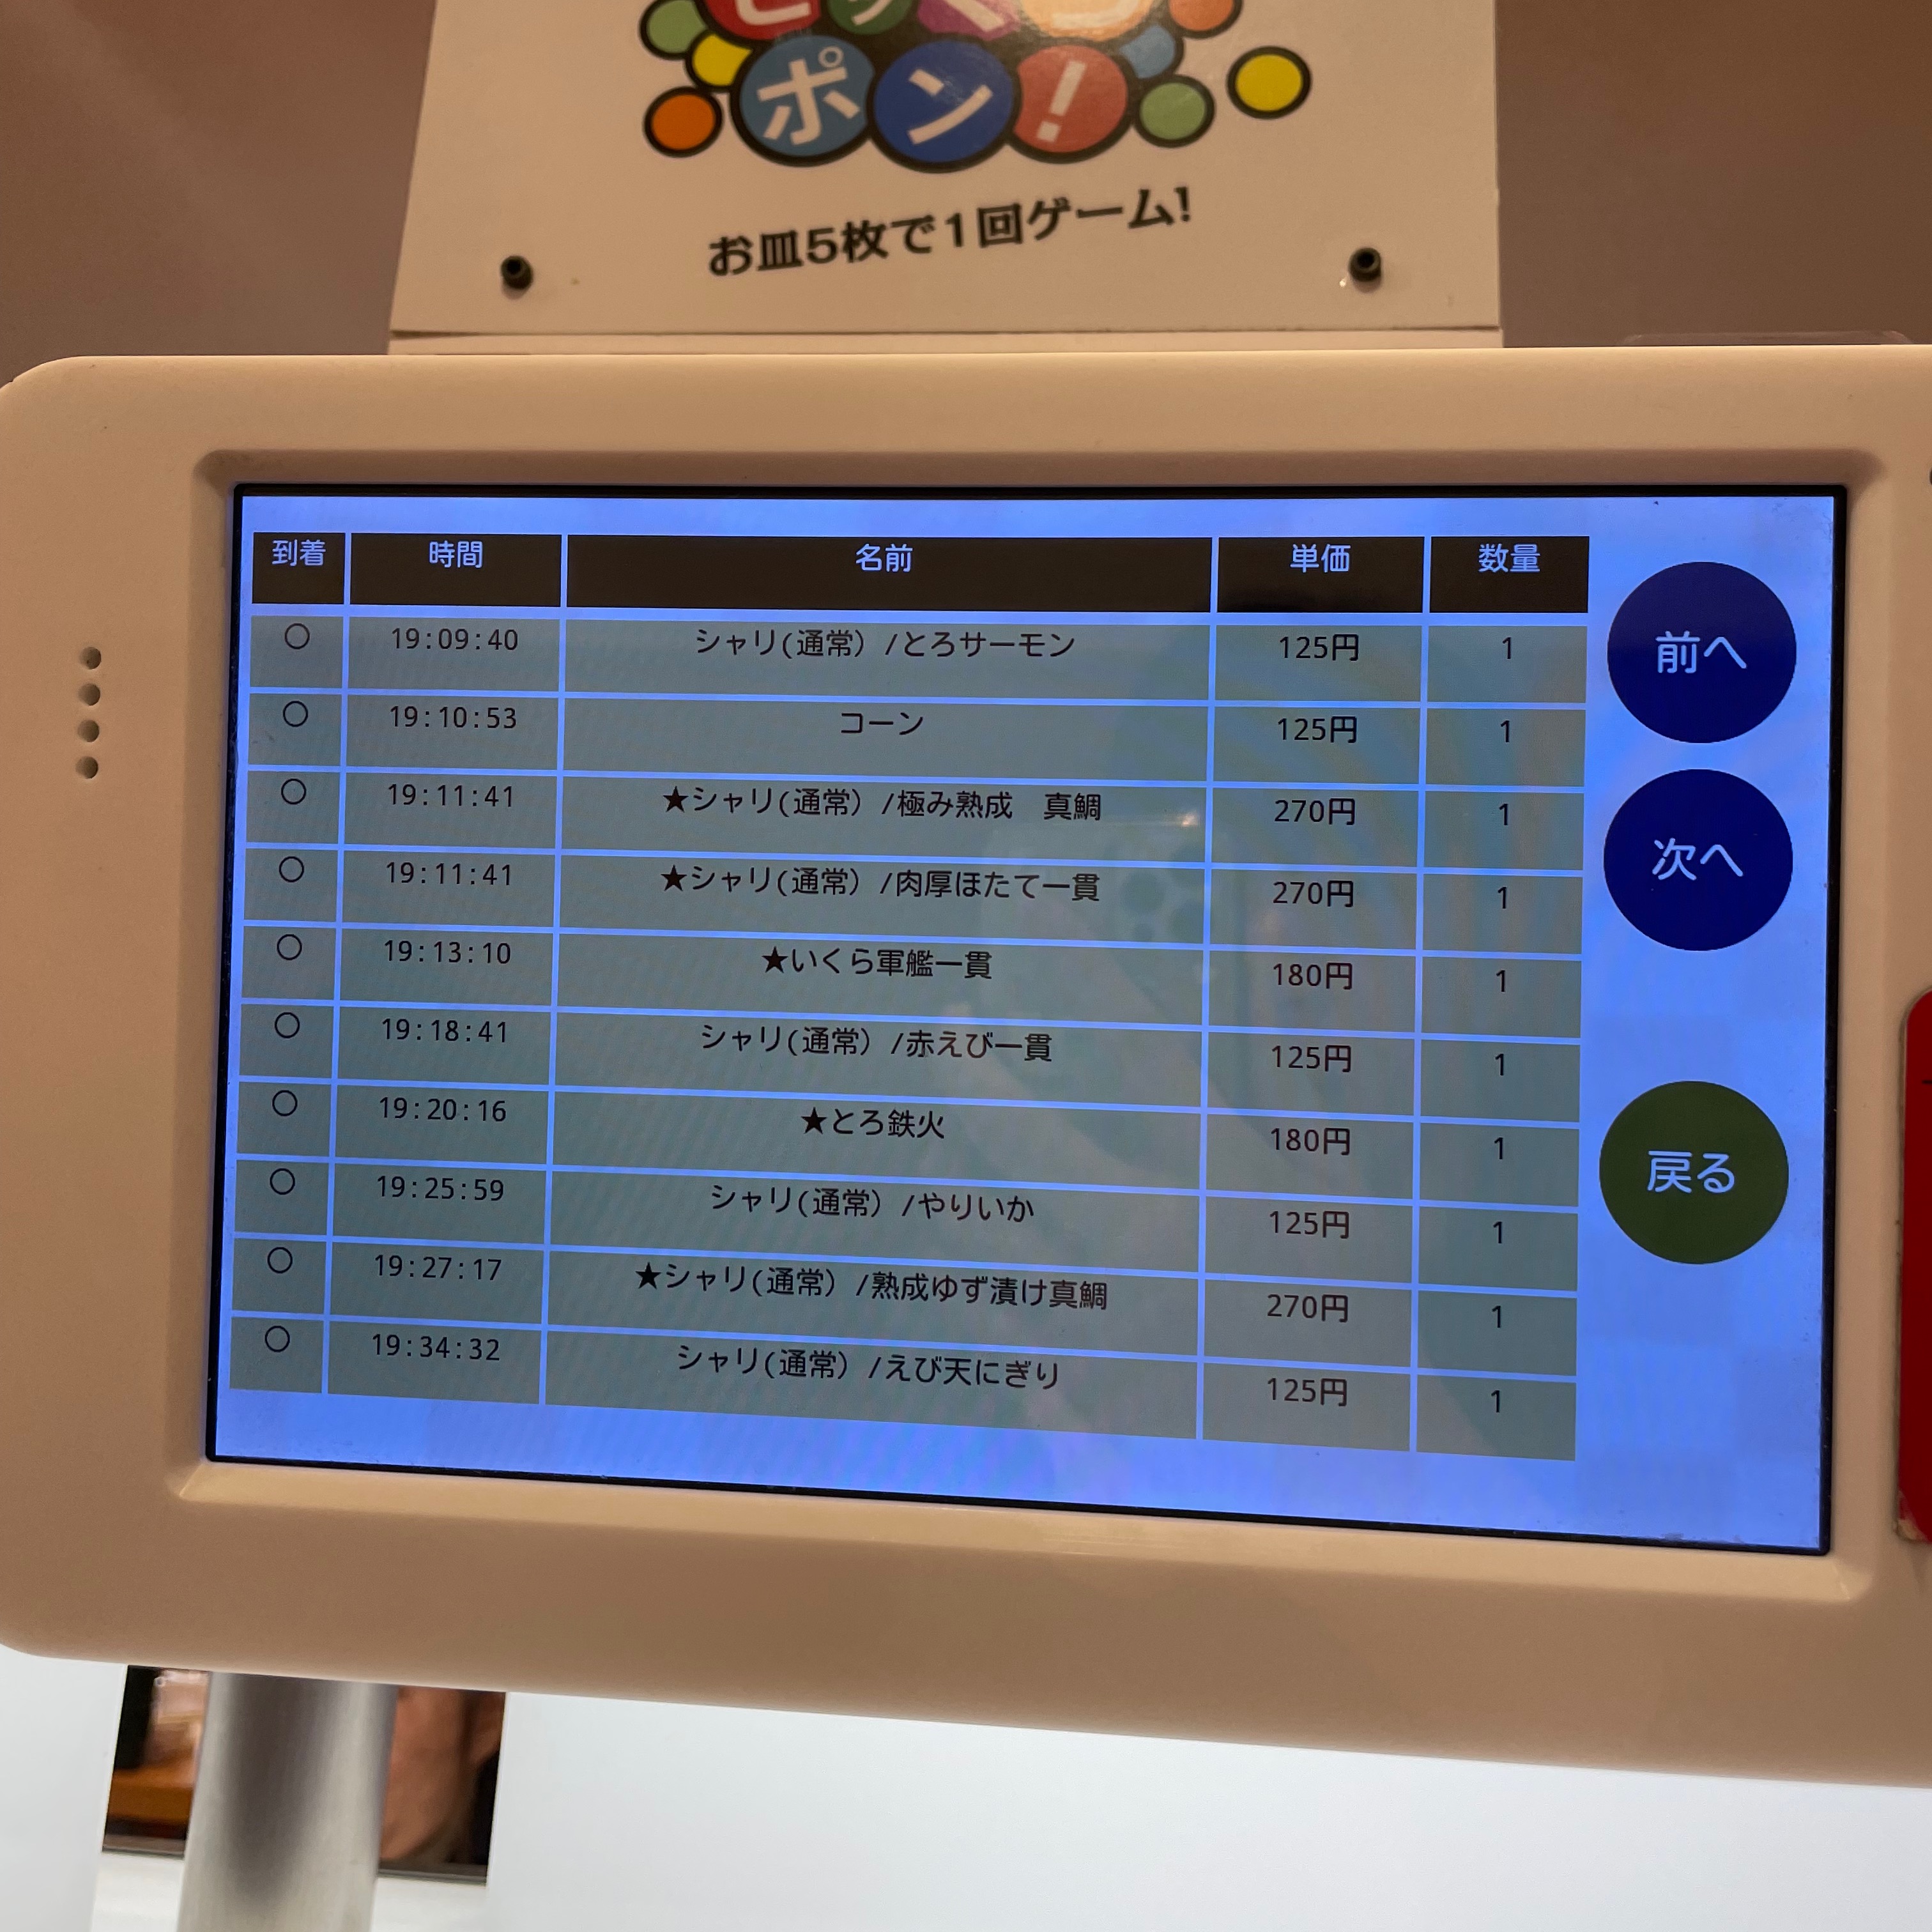 ポン!
お皿5枚で1回ゲーム!
到着 時間 名前 単価 数量
○ 19:09:40 シャリ(通常)/とろサーモン 125円 1
○ 19:10:53 コーン 125円 1
○ 19:11:41 ★シャリ(通常)/極み熟成　真鯛 270円 1
○ 19:11:41 ★シャリ(通常)/肉厚ほたて一貫 270円 1
○ 19:13:10 ★いくら軍艦一貫 180円 1
○ 19:18:41 シャリ(通常)/赤えび一貫 125円 1
○ 19:20:16 ★とろ鉄火 180円 1
○ 19:25:59 シャリ(通常)/やりいか 125円 1
○ 19:27:17 ★シャリ(通常)/熟成ゆず漬け真鯛 270円 1
○ 19:34:32 シャリ(通常)/えび天にぎり 125円 1
前へ
次へ
戻る